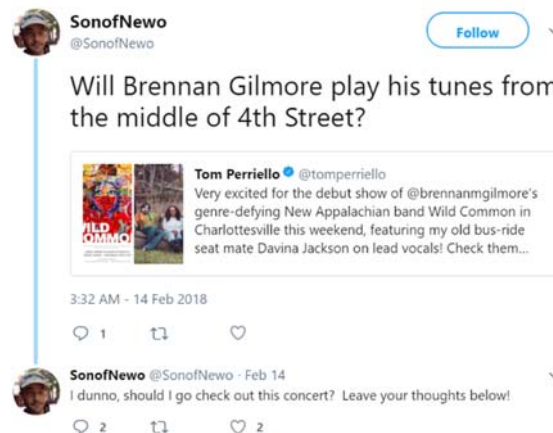 SonofNewo
@SonofNewo
Follow
Will Brennan Gilmore play his tunes from
the middle of 4th Street?
Tom Perriello @tomperriello
Very excited for the debut show of @brennanmgilmore's
genre-defying New Appalachian band Wild Common in
Charlottesville this weekend, featuring my old bus-ride
seat mate Davina Jackson on lead vocals! Check them...
ILD
OMMO
3:32 AM - 14 Feb 2018
1
SonofNewo @SonofNewo · Feb 14
I dunno, should I go check out this concert? Leave your thoughts below!
2 2